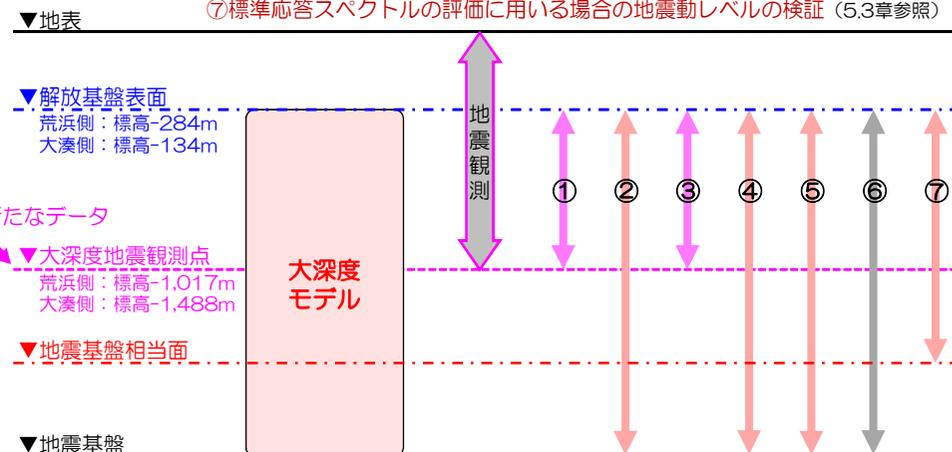 ⑦標準応答スペクトルの評価に用いる場合の地震動レベルの検証（5.3章参照）
▼地表
▼解放基盤表面
荒浜側：標高-284m
大湊側：標高-134m
地震観測
① ② ③ ④ ⑤ ⑥ ⑦
たなデータ
▼大深度地震観測点
荒浜側：標高-1,017m
大湊側：標高-1,488m
大深度
モデル
▼地震基盤相当面
▼地震基盤